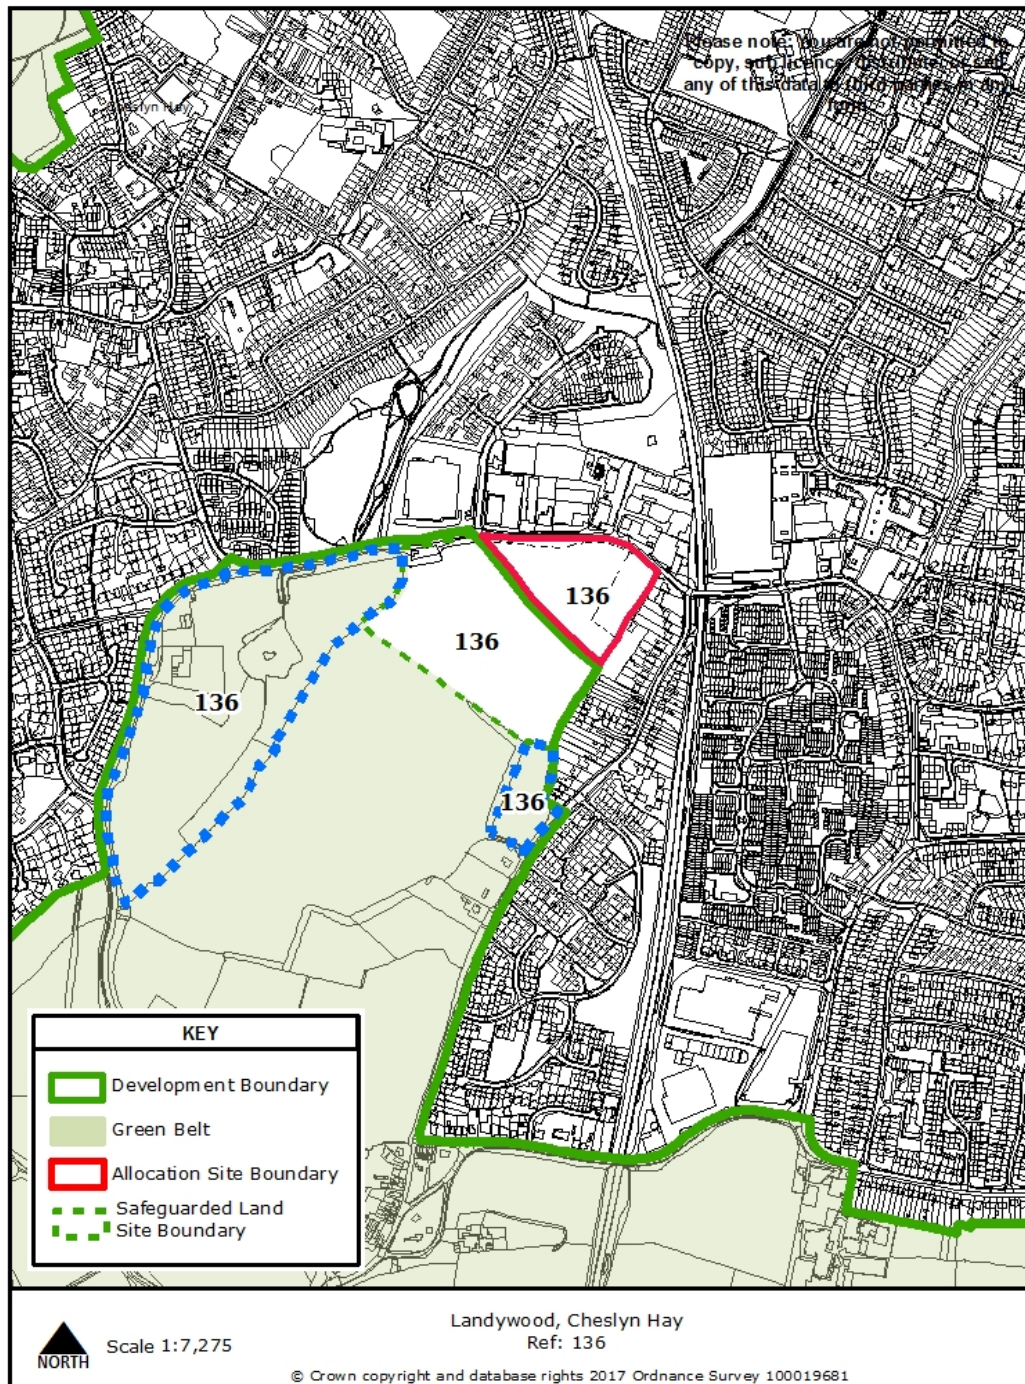 Please note: You are not permitted to
copy, sub-licence, distribute or sell
any of this data to third parties in any
form.
Cheslyn Hay
136
136
136
136
KEY
Development Boundary
Green Belt
Allocation Site Boundary
Safeguarded Land
Site Boundary
NORTH
Scale 1:7,275
Landywood, Cheslyn Hay
Ref: 136
© Crown copyright and database rights 2017 Ordnance Survey 100019681